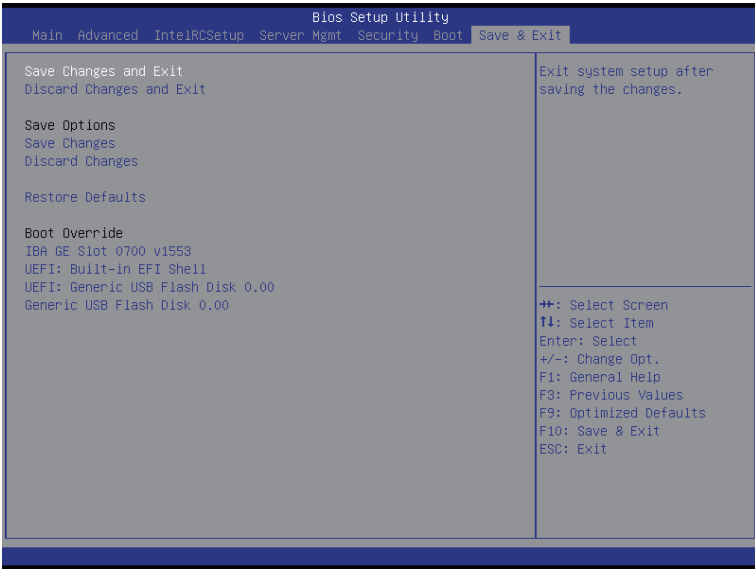 Bios Setup Utility
Main Advanced IntelRCSetup Server Mgmt Security Boot Save & Exit
Save Changes and Exit
Discard Changes and Exit
Save Options
Save Changes
Discard Changes
Restore Defaults
Boot Override
IBA GE Slot 0700 v1553
UEFI: Built-in EFI Shell
UEFI: Generic USB Flash Disk 0.00
Generic USB Flash Disk 0.00
Exit system setup after
saving the changes.
→←: Select Screen
↑↓: Select Item
Enter: Select
+/-: Change Opt.
F1: General Help
F3: Previous Values
F9: Optimized Defaults
F10: Save & Exit
ESC: Exit